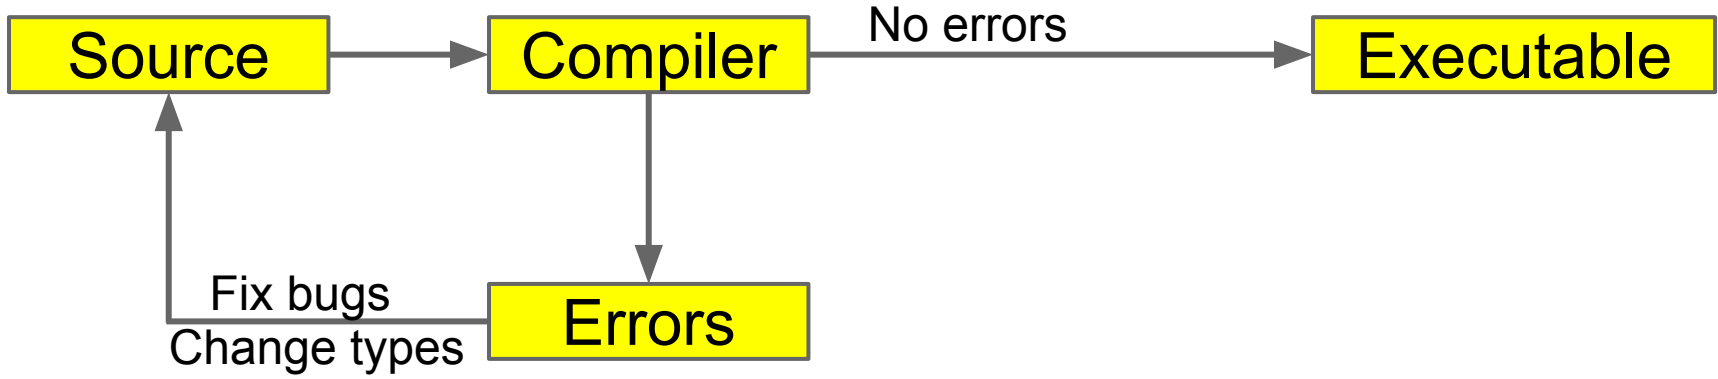 Source
Compiler
No errors
Executable
Fix bugs
Change types
Errors